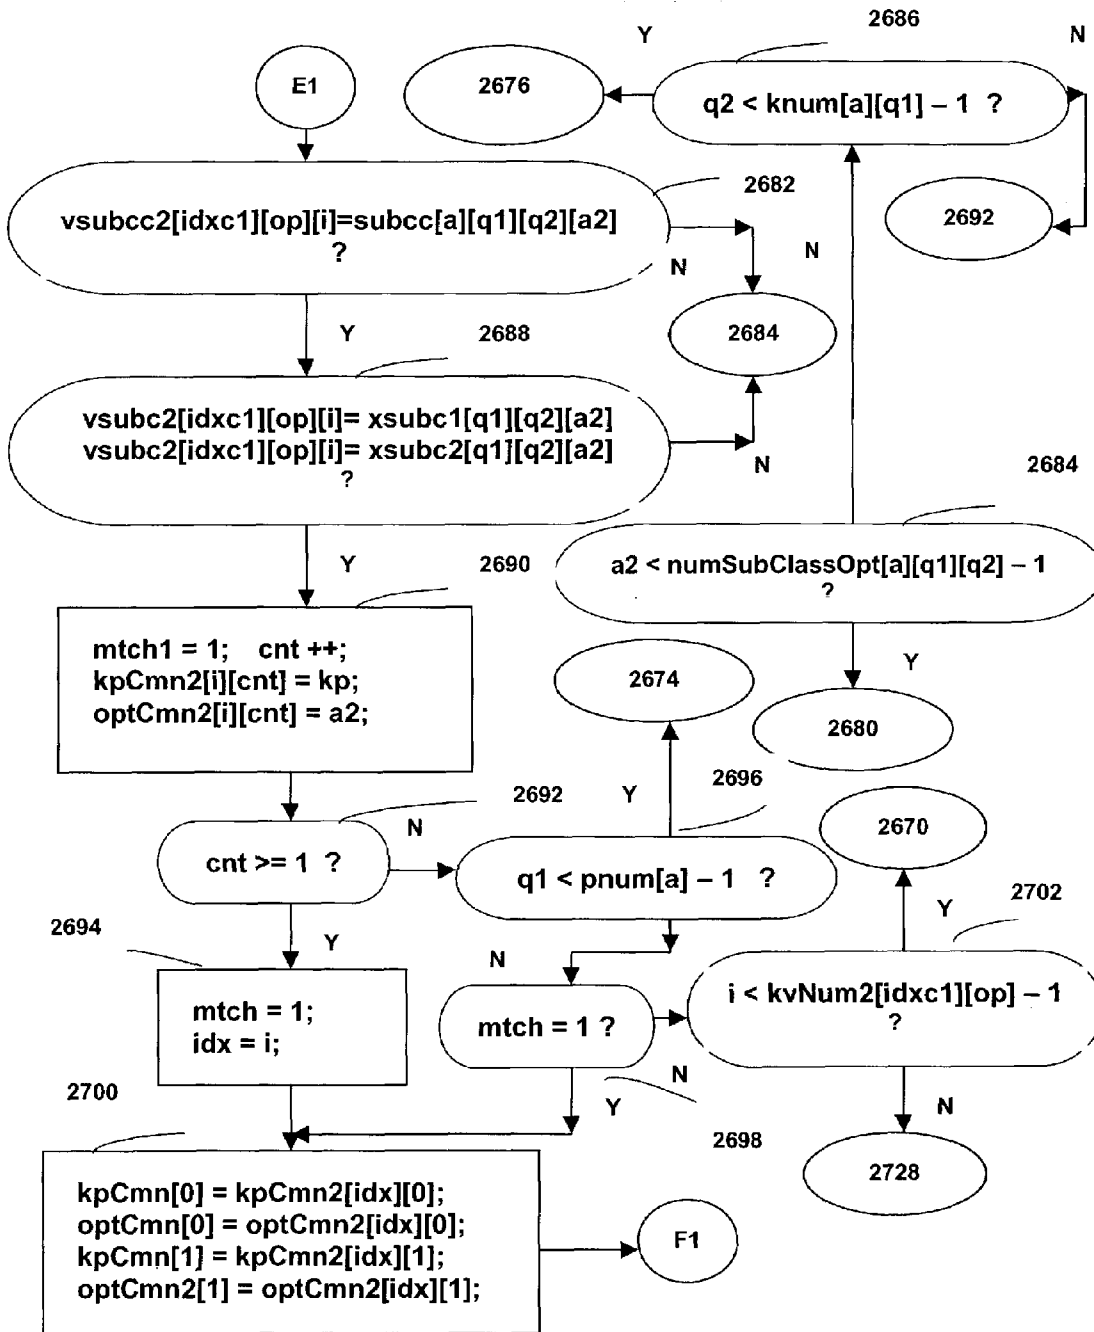 2686
Y
N
E1
2676
q2 < knum[a][q1] – 1 ?
2682
vsubcc2[idxc1][op][i]=subcc[a][q1][q2][a2]
?
2692
N
N
2684
Y
2688
vsubc2[idxc1][op][i]= xsubc1[q1][q2][a2]
vsubc2[idxc1][op][i]= xsubc2[q1][q2][a2]
?
N
2684
Y
2690
a2 < numSubClassOpt[a][q1][q2] – 1
?
mtch1 = 1; cnt ++;
kpCmn2[i][cnt] = kp;
optCmn2[i][cnt] = a2;
2674
Y
2680
2696
2692
Y
N
2670
cnt >= 1 ?
q1 < pnum[a] – 1 ?
2702
Y
2694
Y
N
i < kvNum2[idxc1][op] – 1
?
mtch = 1;
idx = i;
mtch = 1 ?
2700
N
Y
N
2698
2728
kpCmn[0] = kpCmn2[idx][0];
optCmn[0] = optCmn2[idx][0];
kpCmn[1] = kpCmn2[idx][1];
optCmn2[1] = optCmn2[idx][1];
F1